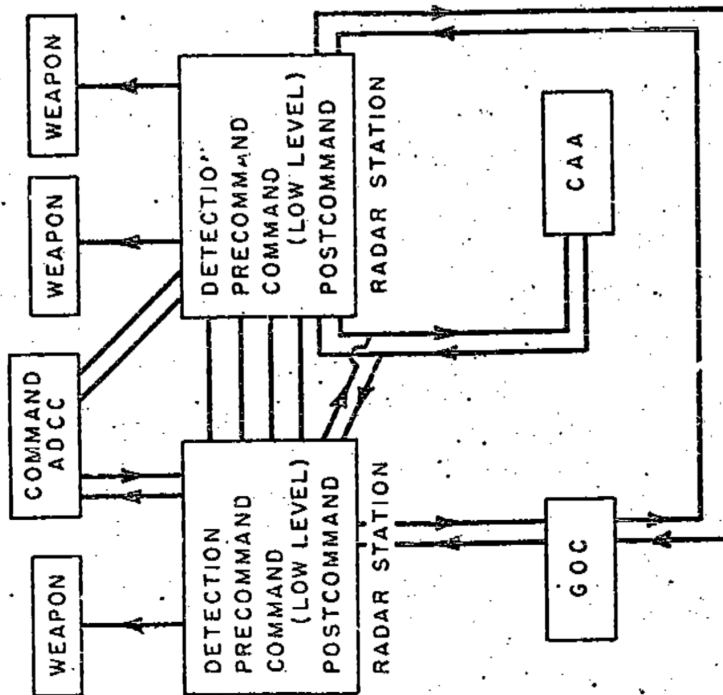 WEAPON
COMMAND
ADCC
WEAPON
WEAPON
DETECTION
PRECOMMAND
COMMAND
(LOW LEVEL)
POSTCOMMAND
RADAR STATION
DETECTION
PRECOMMAND
COMMAND
(LOW LEVEL)
POSTCOMMAND
RADAR STATION
GOC
CAA